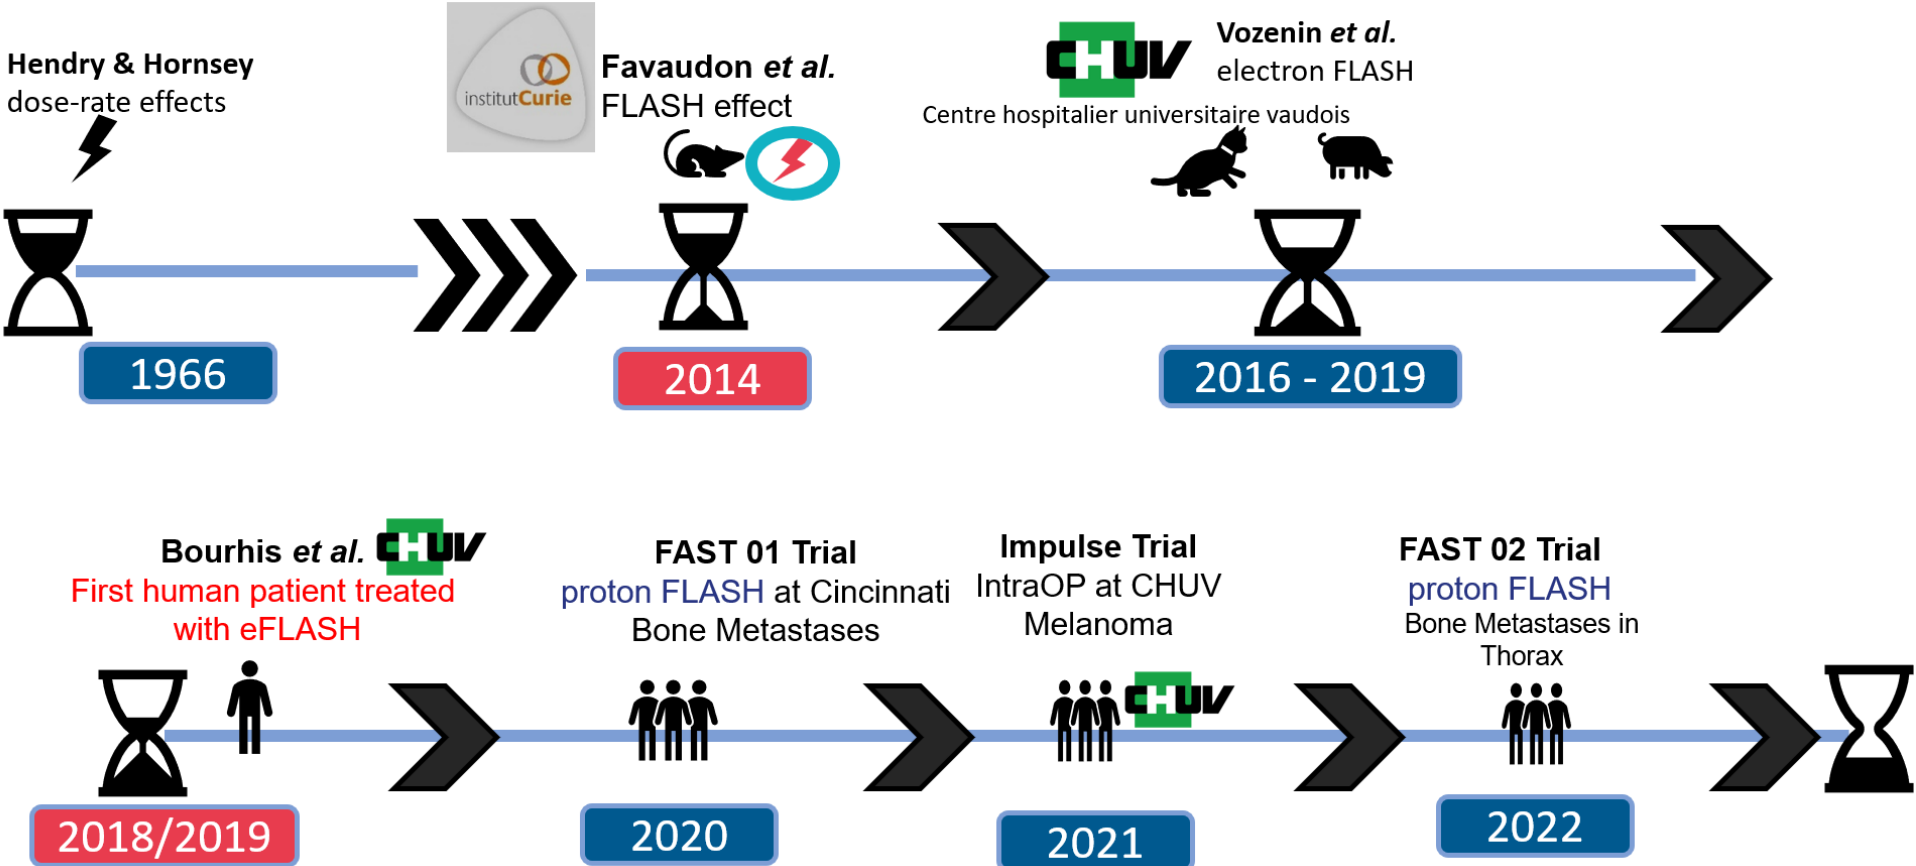 Hendry & Hornsey
dose-rate effects
institutCurie
Favaudon et al.
FLASH effect
CHUV
Vozenin et al.
electron FLASH
Centre hospitalier universitaire vaudois
1966
2014
2016 - 2019
Bourhis et al.
CHUV
First human patient treated
with eFLASH
FAST 01 Trial
proton FLASH at Cincinnati
Bone Metastases
Impulse Trial
IntraOP at CHUV
Melanoma
CHUV
FAST 02 Trial
proton FLASH
Bone Metastases in
Thorax
2018/2019
2020
2021
2022